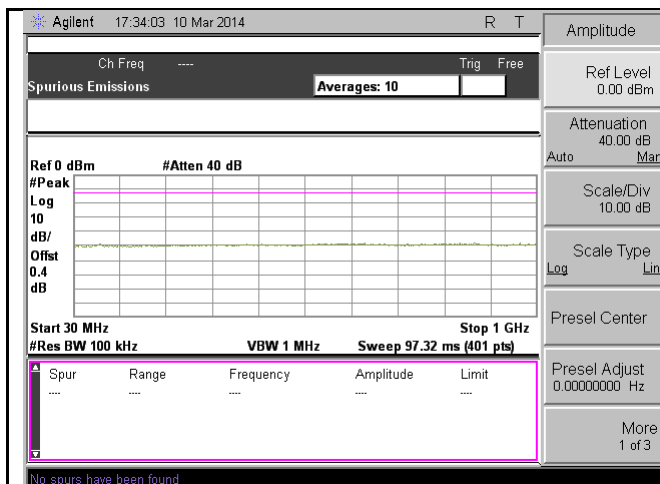 Agilent 17:34:03 10 Mar 2014 R T
Ch Freq ---- Trig Free
Spurious Emissions Averages: 10
Ref 0 dBm #Atten 40 dB
#Peak
Log
10
dB/
Offst
0.4
dB
Start 30 MHz Stop 1 GHz
#Res BW 100 kHz VBW 1 MHz Sweep 97.32 ms (401 pts)
Spur Range Frequency Amplitude Limit
---- ---- ---- ---- ----
No spurs have been found
Amplitude
Ref Level
0.00 dBm
Attenuation
40.00 dB
Auto Man
Scale/Div
10.00 dB
Scale Type
Log Lin
Presel Center
Presel Adjust
0.00000000 Hz
More
1 of 3